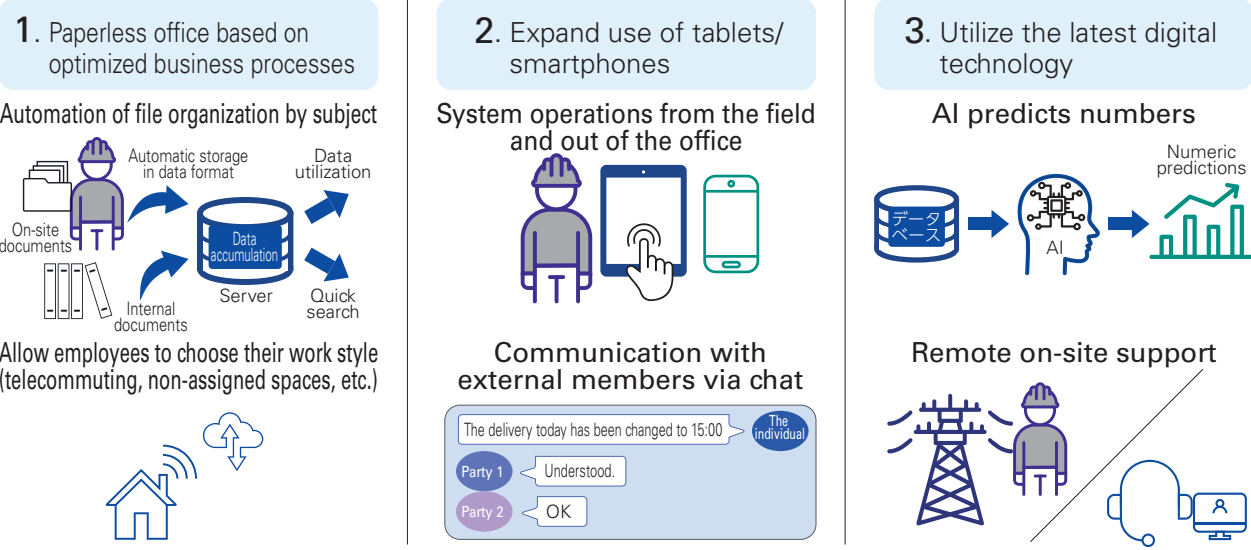 1. Paperless office based on
optimized business processes
Automation of file organization by subject
Automatic storage
in data format
Data
utilization
On-site
documents
Data
accumulation
Server
Internal
documents
Quick
search
Allow employees to choose their work style
(telecommuting, non-assigned spaces, etc.)
2. Expand use of tablets/
smartphones
System operations from the field
and out of the office
Communication with
external members via chat
The delivery today has been changed to 15:00
The
individual
Party 1
Understood.
Party 2
OK
3. Utilize the latest digital
technology
AI predicts numbers
Numeric
predictions
データ
ベース
AI
Remote on-site support